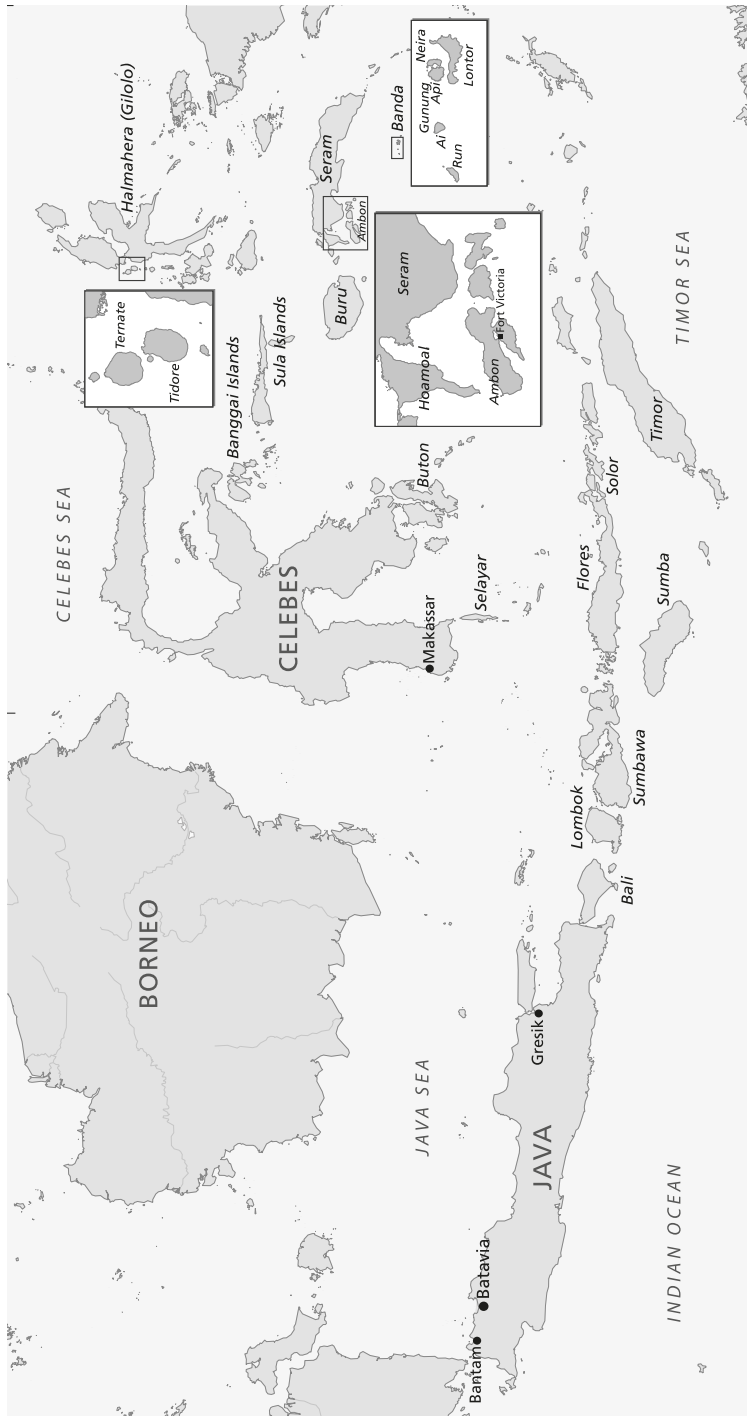 CELEBES SEA
Halmahera (Gilolo)
Ternate
Tidore
Banggai Islands
Sula Islands
BORNEO
CELEBES
Seram
Ambon
Buru
Banda
Neira
Gunung
Api
Lontor
Ai
Run
Seram
Hoamoal
Ambon
Fort Victoria
Buton
Makassar
Selayar
JAVA SEA
Bantam
Batavia
JAVA
Gresik
Bali
Lombok
Sumbawa
Flores
Solor
Sumba
Timor
TIMOR SEA
INDIAN OCEAN